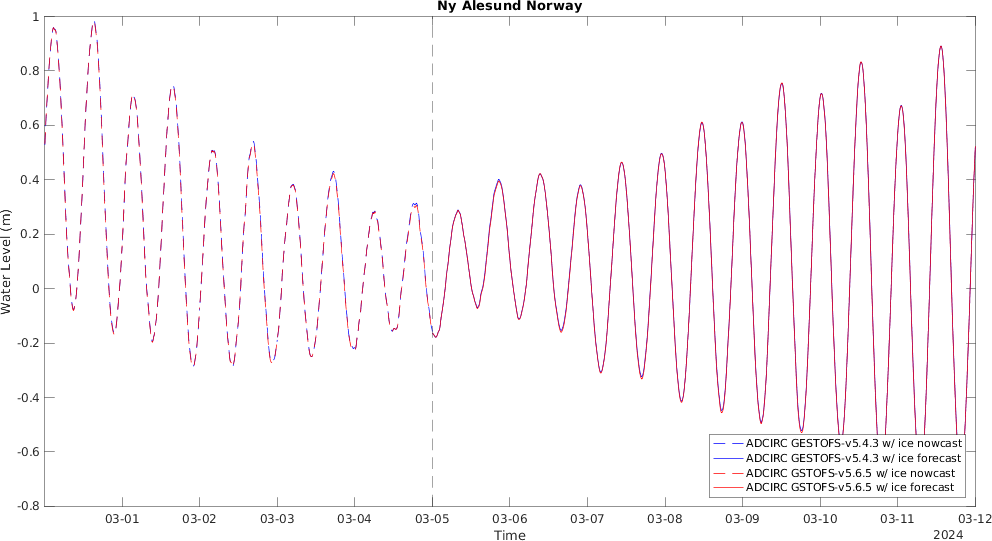 Ny Alesund Norway
Water Level (m)
1
0.8
0.6
0.4
0.2
0
-0.2
-0.4
-0.6
-0.8
ADCIRC GESTOFS-v5.4.3 w/ ice nowcast
ADCIRC GESTOFS-v5.4.3 w/ ice forecast
ADCIRC GSTOFS-v5.6.5 w/ ice nowcast
ADCIRC GSTOFS-v5.6.5 w/ ice forecast
03-01 03-02 03-03 03-04 03-05 03-06 03-07 03-08 03-09 03-10 03-11 03-12
Time
2024